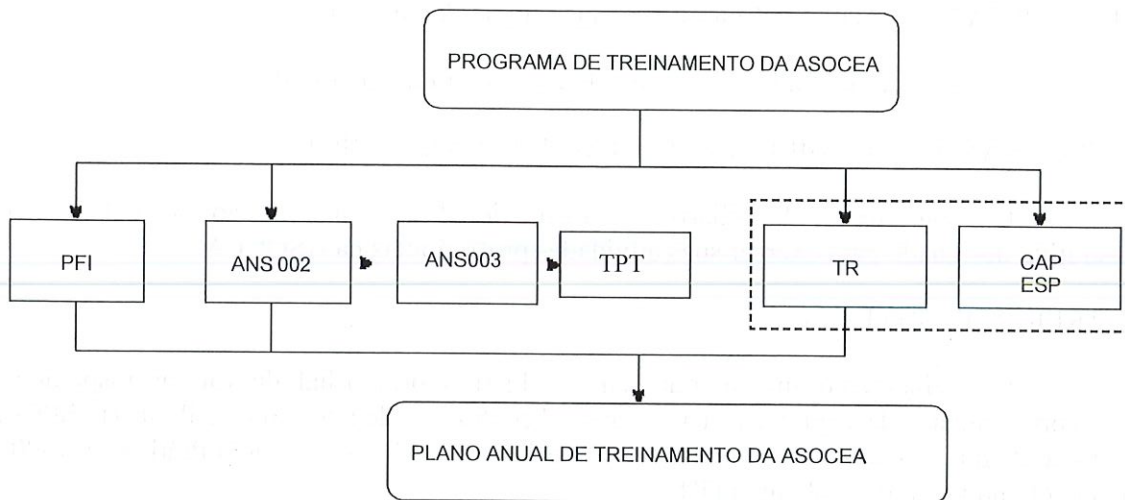 PROGRAMA DE TREINAMENTO DA ASOCEA
PFI
ANS 002
ANS003
TPT
TR
CAP
ESP
PLANO ANUAL DE TREINAMENTO DA ASOCEA